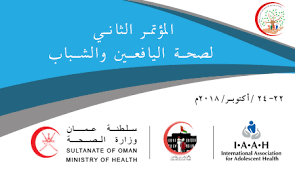 المؤتمر الثاني
لصحة اليافعين والشباب
٢٢- ٢٤ /أكتوبر/ ٢٠١٨م
سلطنة عمان
وزارة الصحة
SULTANATE OF OMAN
MINISTRY OF HEALTH
I·A·A·H
International Association
for Adolescent Health